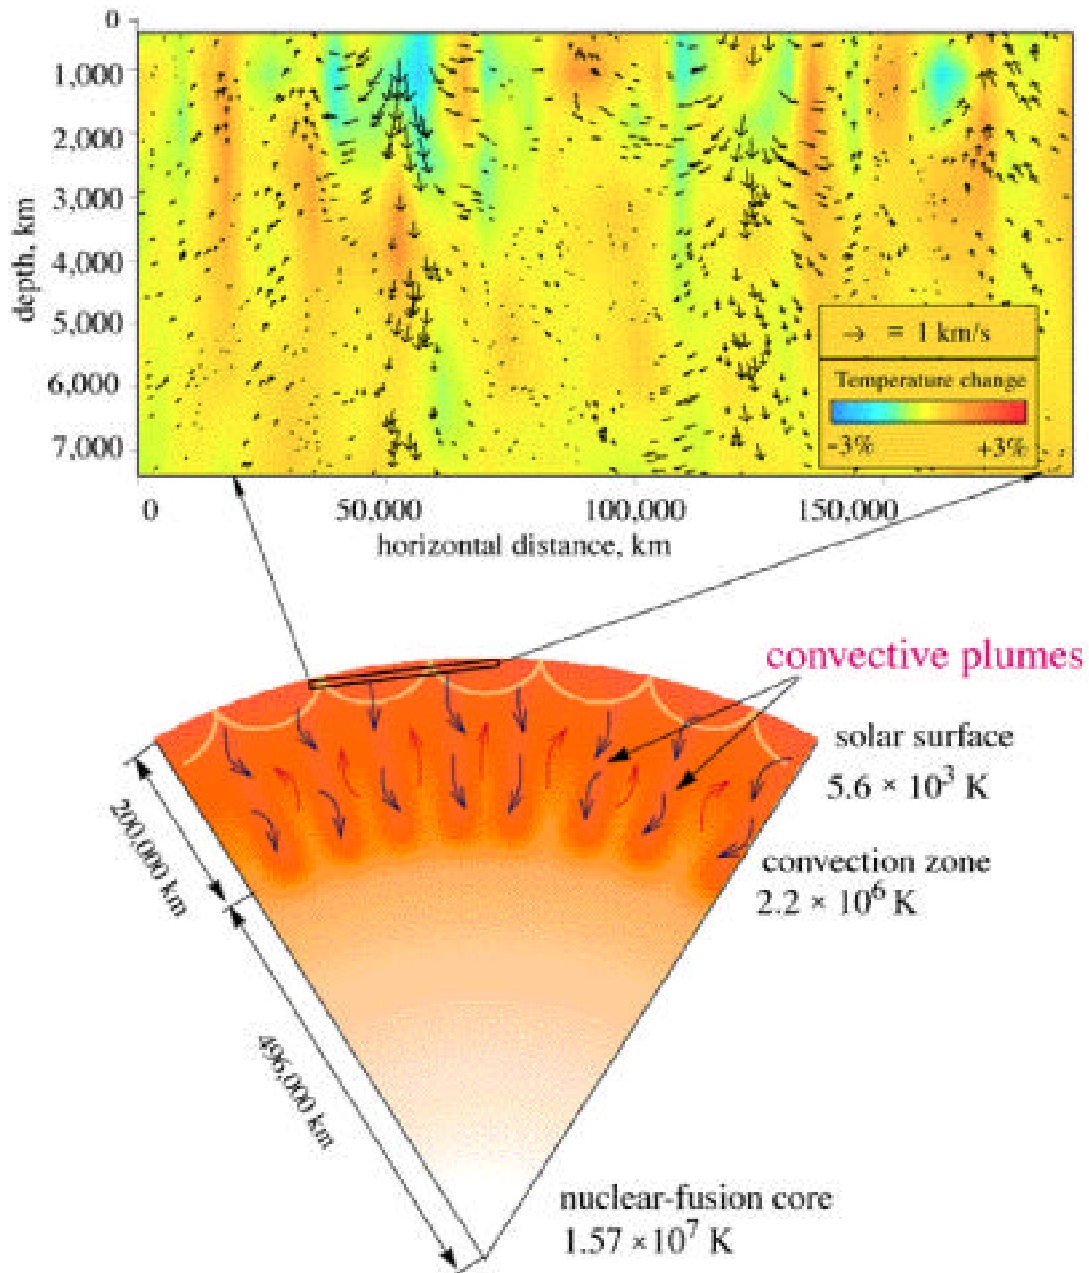 0
1,000
2,000
3,000
4,000
5,000
6,000
7,000
depth, km
→ = 1 km/s
Temperature change
-3% +3%
0 50,000 100,000 150,000
horizontal distance, km
convective plumes
solar surface
5.6 × 10³ K
convection zone
2.2 × 10⁶ K
200,000 km
496,000 km
nuclear-fusion core
1.57 ×10⁷ K